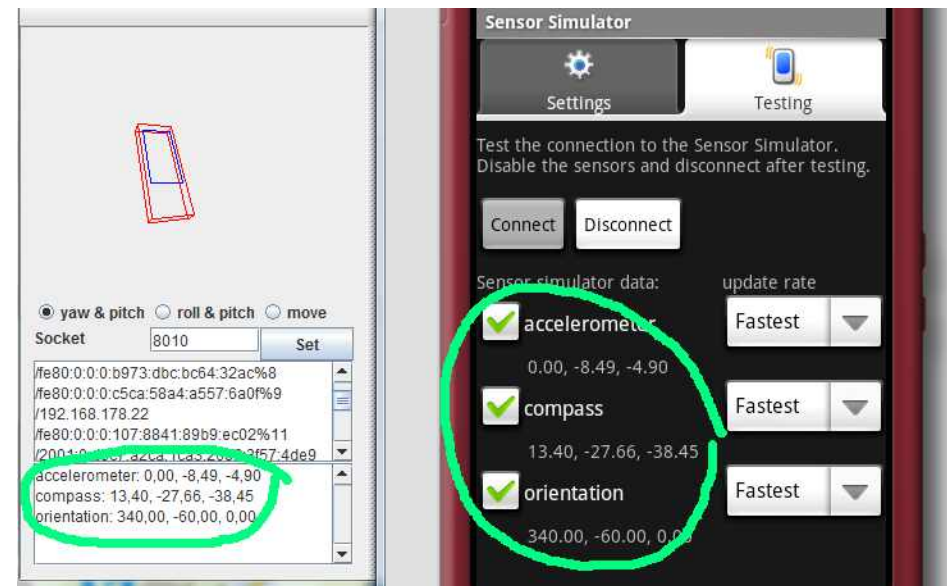 yaw & pitch roll & pitch move
Socket 8010 Set
/fe80:0:0:0:b973:dbc:bc64:32ac%8
/fe80:0:0:0:c5ca:58a4:a557:6a0f%9
/192.168.178.22
/fe80:0:0:0:107:8841:89b9:ec02%11
accelerometer: 0,00, -8,49, -4,90
compass: 13,40, -27,66, -38,45
orientation: 340,00, -60,00, 0,00
Sensor Simulator
Settings Testing
Test the connection to the Sensor Simulator.
Disable the sensors and disconnect after testing.
Connect Disconnect
Sensor simulator data: update rate
accelerometer Fastest
0.00, -8.49, -4.90
compass Fastest
13.40, -27.66, -38.45
orientation Fastest
340.00, -60.00, 0.00